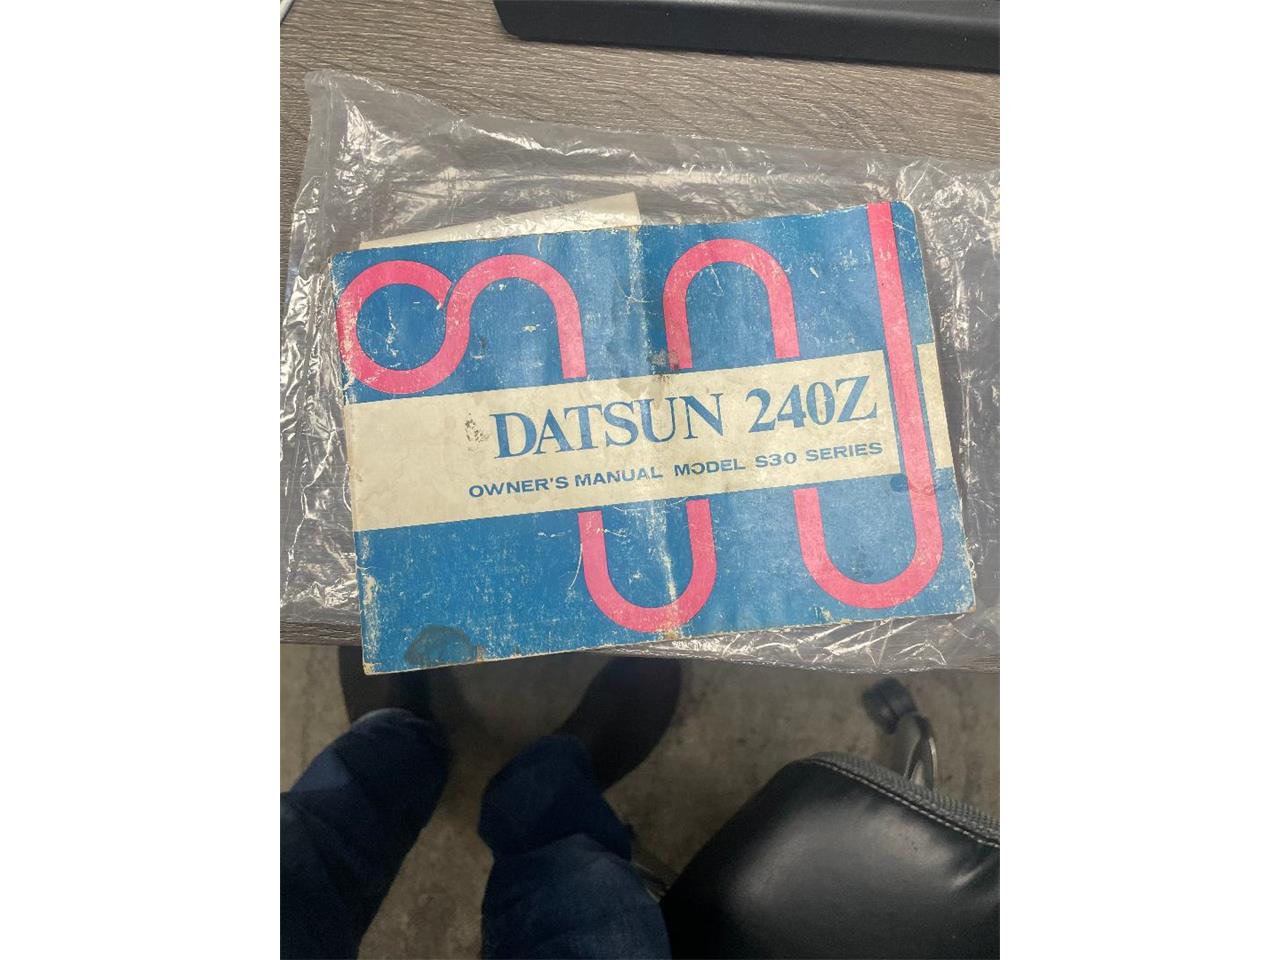 DATSUN 240Z
OWNER'S MANUAL MODEL S30 SERIES